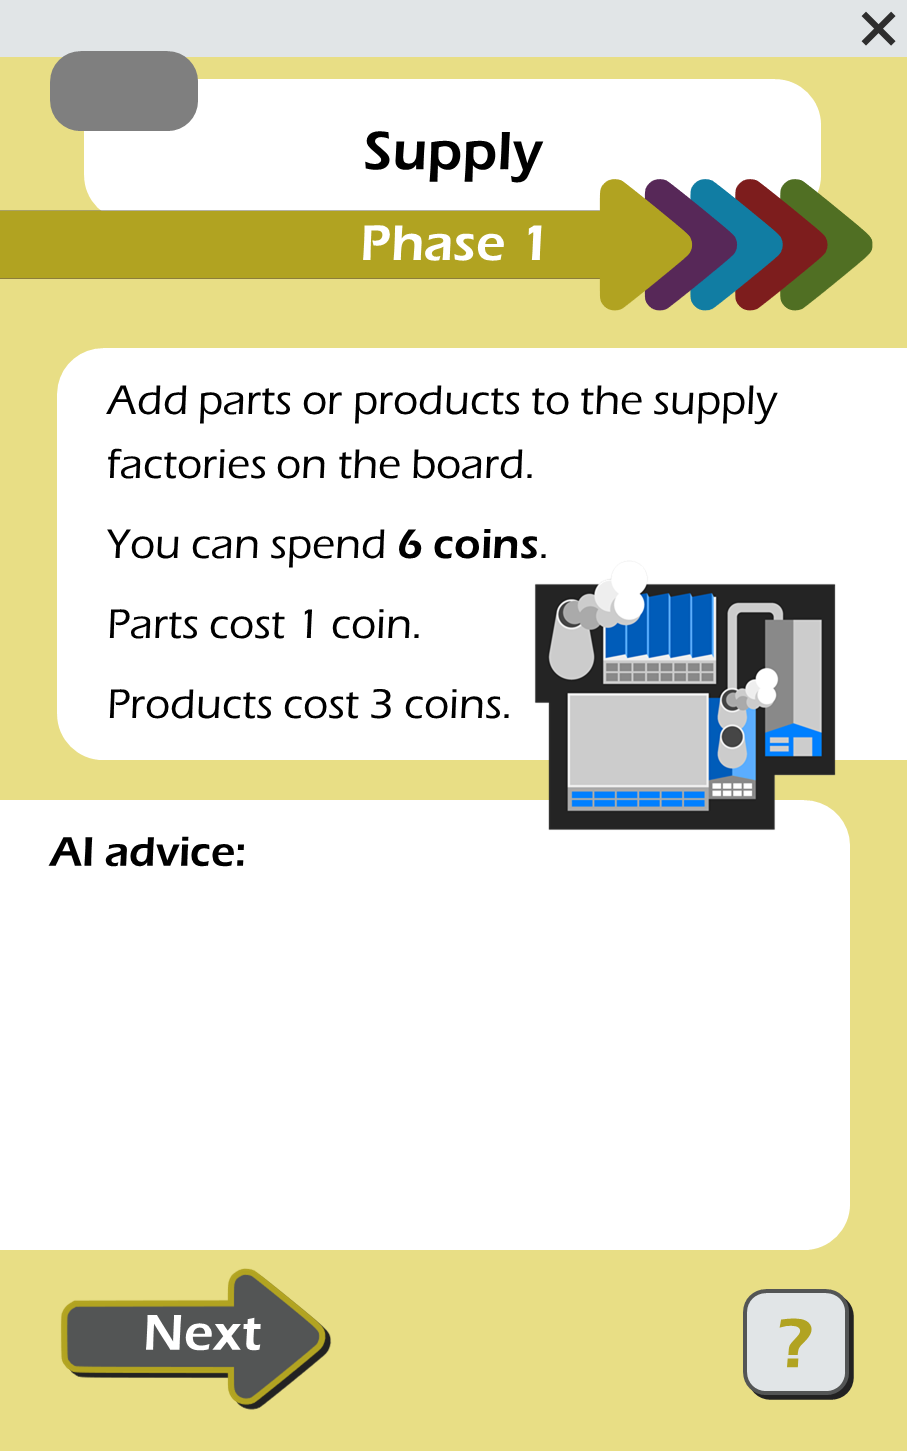 Supply
Phase 1
Add parts or products to the supply
factories on the board.
You can spend 6 coins.
Parts cost 1 coin.
Products cost 3 coins.
AI advice:
Next
?